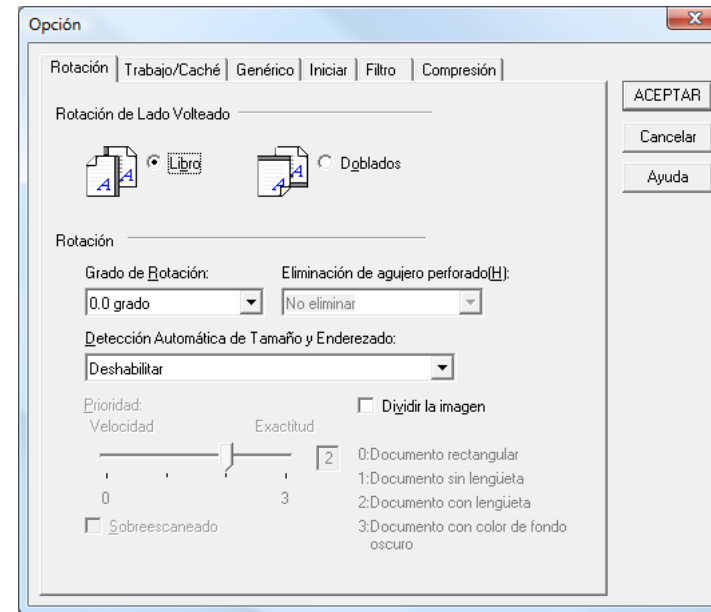 Opción
Rotación Trabajo/Caché Genérico Iniciar Filtro Compresión
ACEPTAR
Cancelar
Ayuda
Rotación de Lado Volteado
A A Libro A A Doblados
Rotación
Grado de Rotación: Eliminación de agujero perforado(H):
0.0 grado No eliminar
Detección Automática de Tamaño y Enderezado:
Deshabilitar
Prioridad: Dividir la imagen
Velocidad Exactitud
2 0:Documento rectangular
1:Documento sin lengüeta
0 3 2:Documento con lengüeta
Sobreescaneado 3:Documento con color de fondo
oscuro